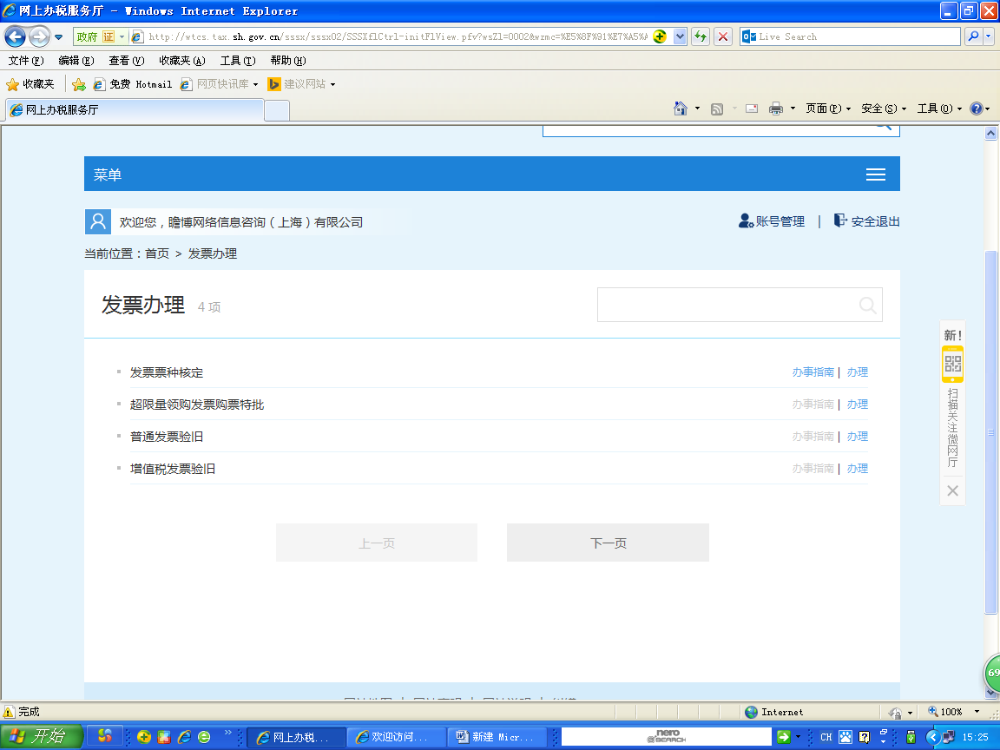 网上办税服务厅 - Windows Internet Explorer
政府 证 http://wtcs.tax.sh.gov.cn/sssx/sssx02/SSSXflCtrl-initFlView.pfv?wsZl=0002&wzmc=%E5%8F%91%E7%A5%A Live Search
文件(F) 编辑(E) 查看(V) 收藏夹(A) 工具(T) 帮助(H)
收藏夹 免费 Hotmail 网页快讯库 建议网站
网上办税服务厅 页面(P) 安全(S) 工具(O)
菜单
欢迎您，瞻博网络信息咨询（上海）有限公司 账号管理 | 安全退出
当前位置：首页 > 发票办理
发票办理 4 项
发票票种核定 办事指南 | 办理
超限量领购发票购票特批 办事指南 | 办理
普通发票验旧 办事指南 | 办理
增值税发票验旧 办事指南 | 办理
上一页 下一页
新!
扫描关注微网厅
69
完成 Internet 100%
开始 网上办税... 欢迎访问... 新建 Micr... nero @SEARCH CH 15:25